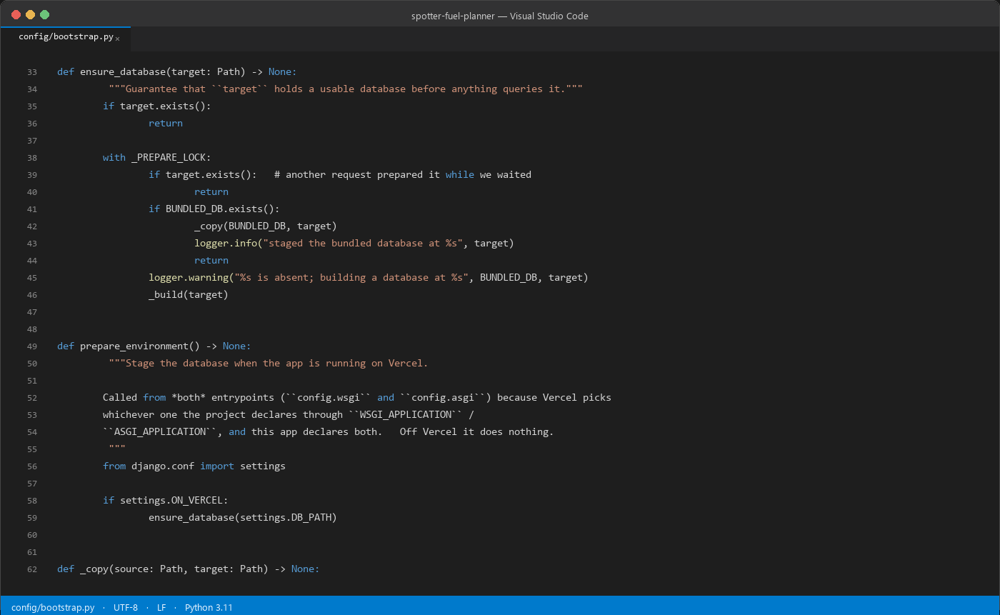 spotter-fuel-planner — Visual Studio Code
config/bootstrap.py ×
33 def ensure_database(target: Path) -> None:
34 """Guarantee that ``target`` holds a usable database before anything queries it."""
35 if target.exists():
36 return
37
38 with _PREPARE_LOCK:
39 if target.exists():   # another request prepared it while we waited
40 return
41 if BUNDLED_DB.exists():
42 _copy(BUNDLED_DB, target)
43 logger.info("staged the bundled database at %s", target)
44 return
45 logger.warning("%s is absent; building a database at %s", BUNDLED_DB, target)
46 _build(target)
47
48
49 def prepare_environment() -> None:
50 """Stage the database when the app is running on Vercel.
51
52 Called from *both* entrypoints (``config.wsgi`` and ``config.asgi``) because Vercel picks
53 whichever one the project declares through ``WSGI_APPLICATION`` /
54 ``ASGI_APPLICATION``, and this app declares both.   Off Vercel it does nothing.
55 """
56 from django.conf import settings
57
58 if settings.ON_VERCEL:
59 ensure_database(settings.DB_PATH)
60
61
62 def _copy(source: Path, target: Path) -> None:
config/bootstrap.py · UTF-8 · LF · Python 3.11